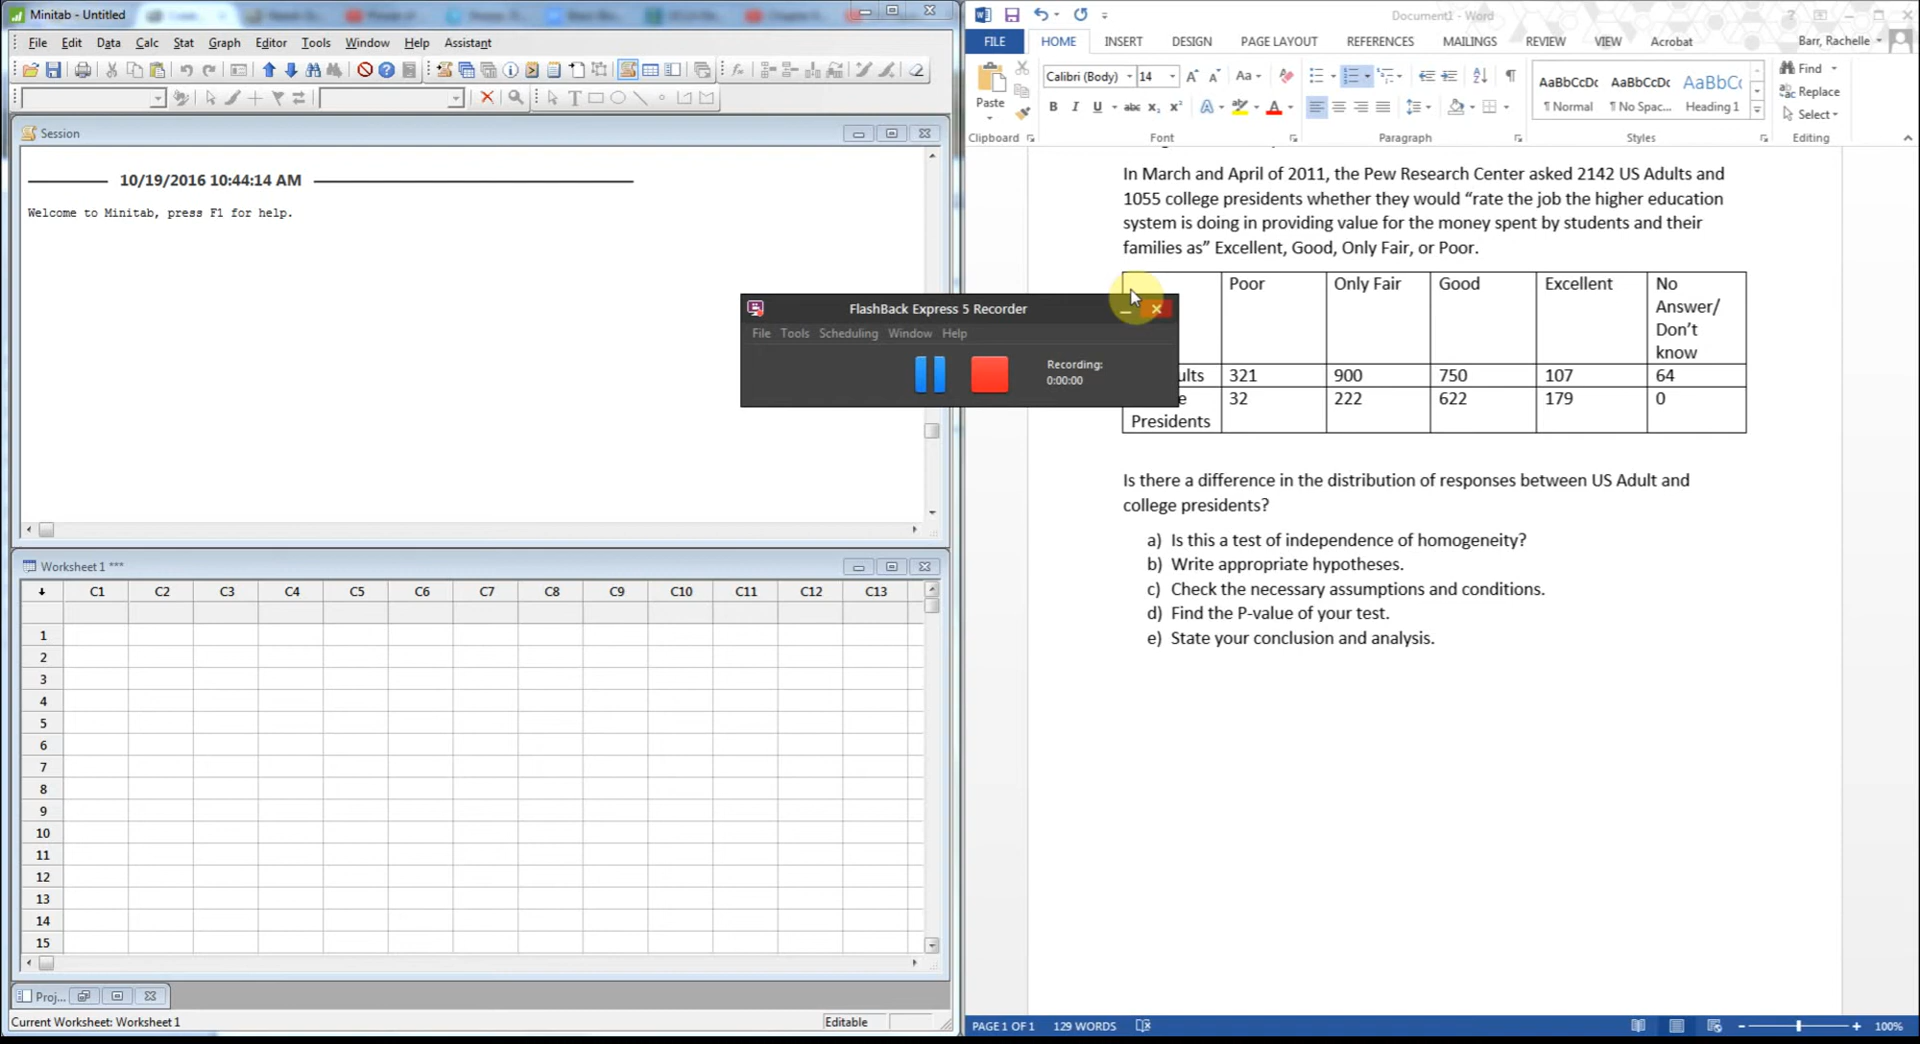 Minitab - Untitled
File Edit Data Calc Stat Graph Editor Tools Window Help Assistant
Session
10/19/2016 10:44:14 AM
Welcome to Minitab, press F1 for help.
Worksheet 1 ***
C1 C2 C3 C4 C5 C6 C7 C8 C9 C10 C11 C12 C13
1
2
3
4
5
6
7
8
9
10
11
12
13
14
15
Proj...
Current Worksheet: Worksheet 1
Editable
FlashBack Express 5 Recorder
File Tools Scheduling Window Help
Recording:
0:00:00
Document1 - Word
FILE HOME INSERT DESIGN PAGE LAYOUT REFERENCES MAILINGS REVIEW VIEW Acrobat Barr, Rachelle
Paste
Calibri (Body) 14
AaBbCcDc AaBbCcDc AaBbCc
¶ Normal ¶ No Spac... Heading 1
Find
Replace
Select
Clipboard Font Paragraph Styles Editing
In March and April of 2011, the Pew Research Center asked 2142 US Adults and
1055 college presidents whether they would “rate the job the higher education
system is doing in providing value for the money spent by students and their
families as” Excellent, Good, Only Fair, or Poor.
Poor Only Fair Good Excellent No
Answer/
Don’t
know
ults 321 900 750 107 64
e 32 222 622 179 0
Presidents
Is there a difference in the distribution of responses between US Adult and
college presidents?
a) Is this a test of independence of homogeneity?
b) Write appropriate hypotheses.
c) Check the necessary assumptions and conditions.
d) Find the P-value of your test.
e) State your conclusion and analysis.
PAGE 1 OF 1 129 WORDS
100%